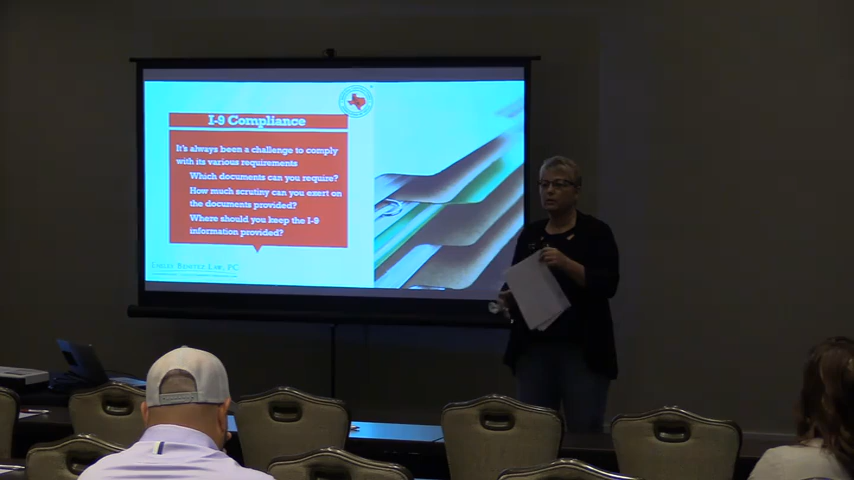 I-9 Compliance
It's always been a challenge to comply
with its various requirements
Which documents can you require?
How much scrutiny can you exert on
the documents provided?
Where should you keep the I-9
information provided?